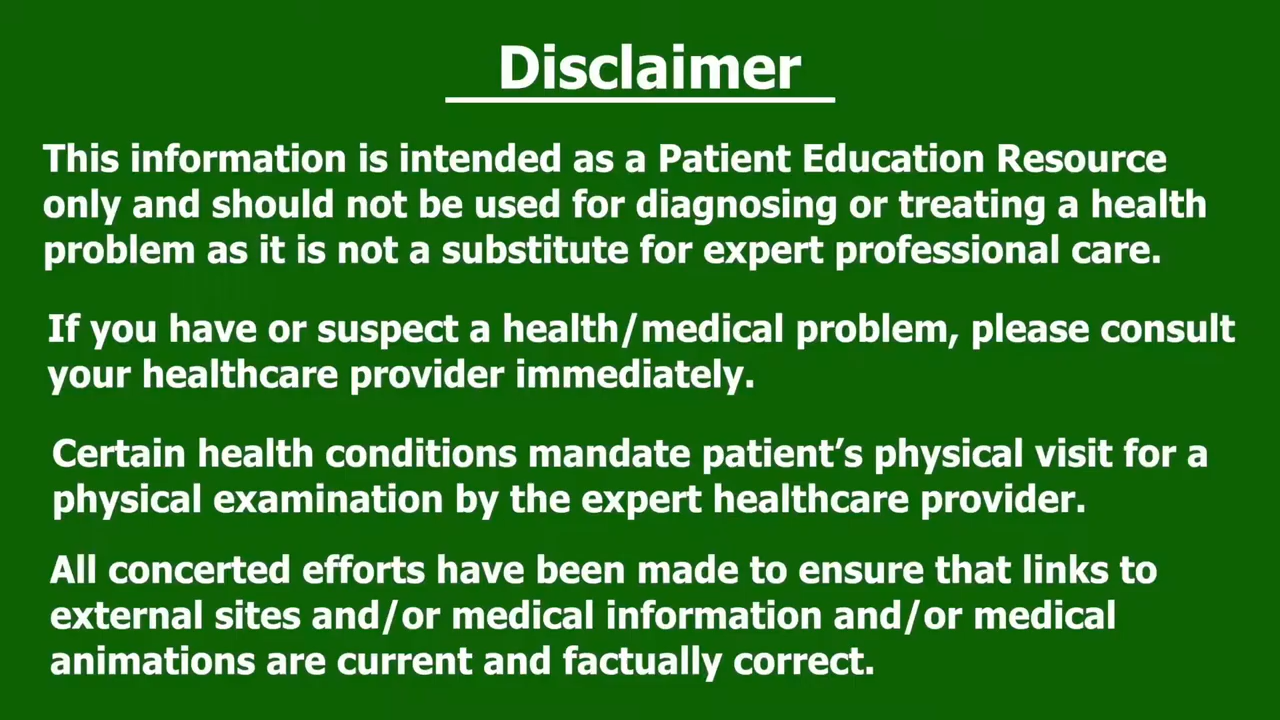 Disclaimer
This information is intended as a Patient Education Resource
only and should not be used for diagnosing or treating a health
problem as it is not a substitute for expert professional care.
If you have or suspect a health/medical problem, please consult
your healthcare provider immediately.
Certain health conditions mandate patient’s physical visit for a
physical examination by the expert healthcare provider.
All concerted efforts have been made to ensure that links to
external sites and/or medical information and/or medical
animations are current and factually correct.